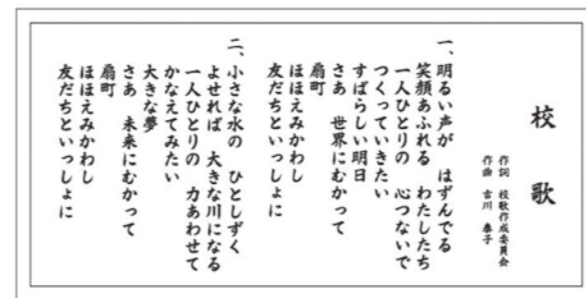 校歌
作詞 校歌作成委員会
作曲 古川 泰子
一、明るい声が はずんでる
笑顔あふれる わたしたち
一人ひとりの 心つないで
つくっていきたい
すばらしい明日
さあ 世界にむかって
扇町
ほほえみかわし
友だちといっしょに
二、小さな水の ひとしずく
よせれば 大きな川になる
一人ひとりの 力あわせて
かなえてみたい
大きな夢
さあ 未来にむかって
扇町
ほほえみかわし
友だちといっしょに